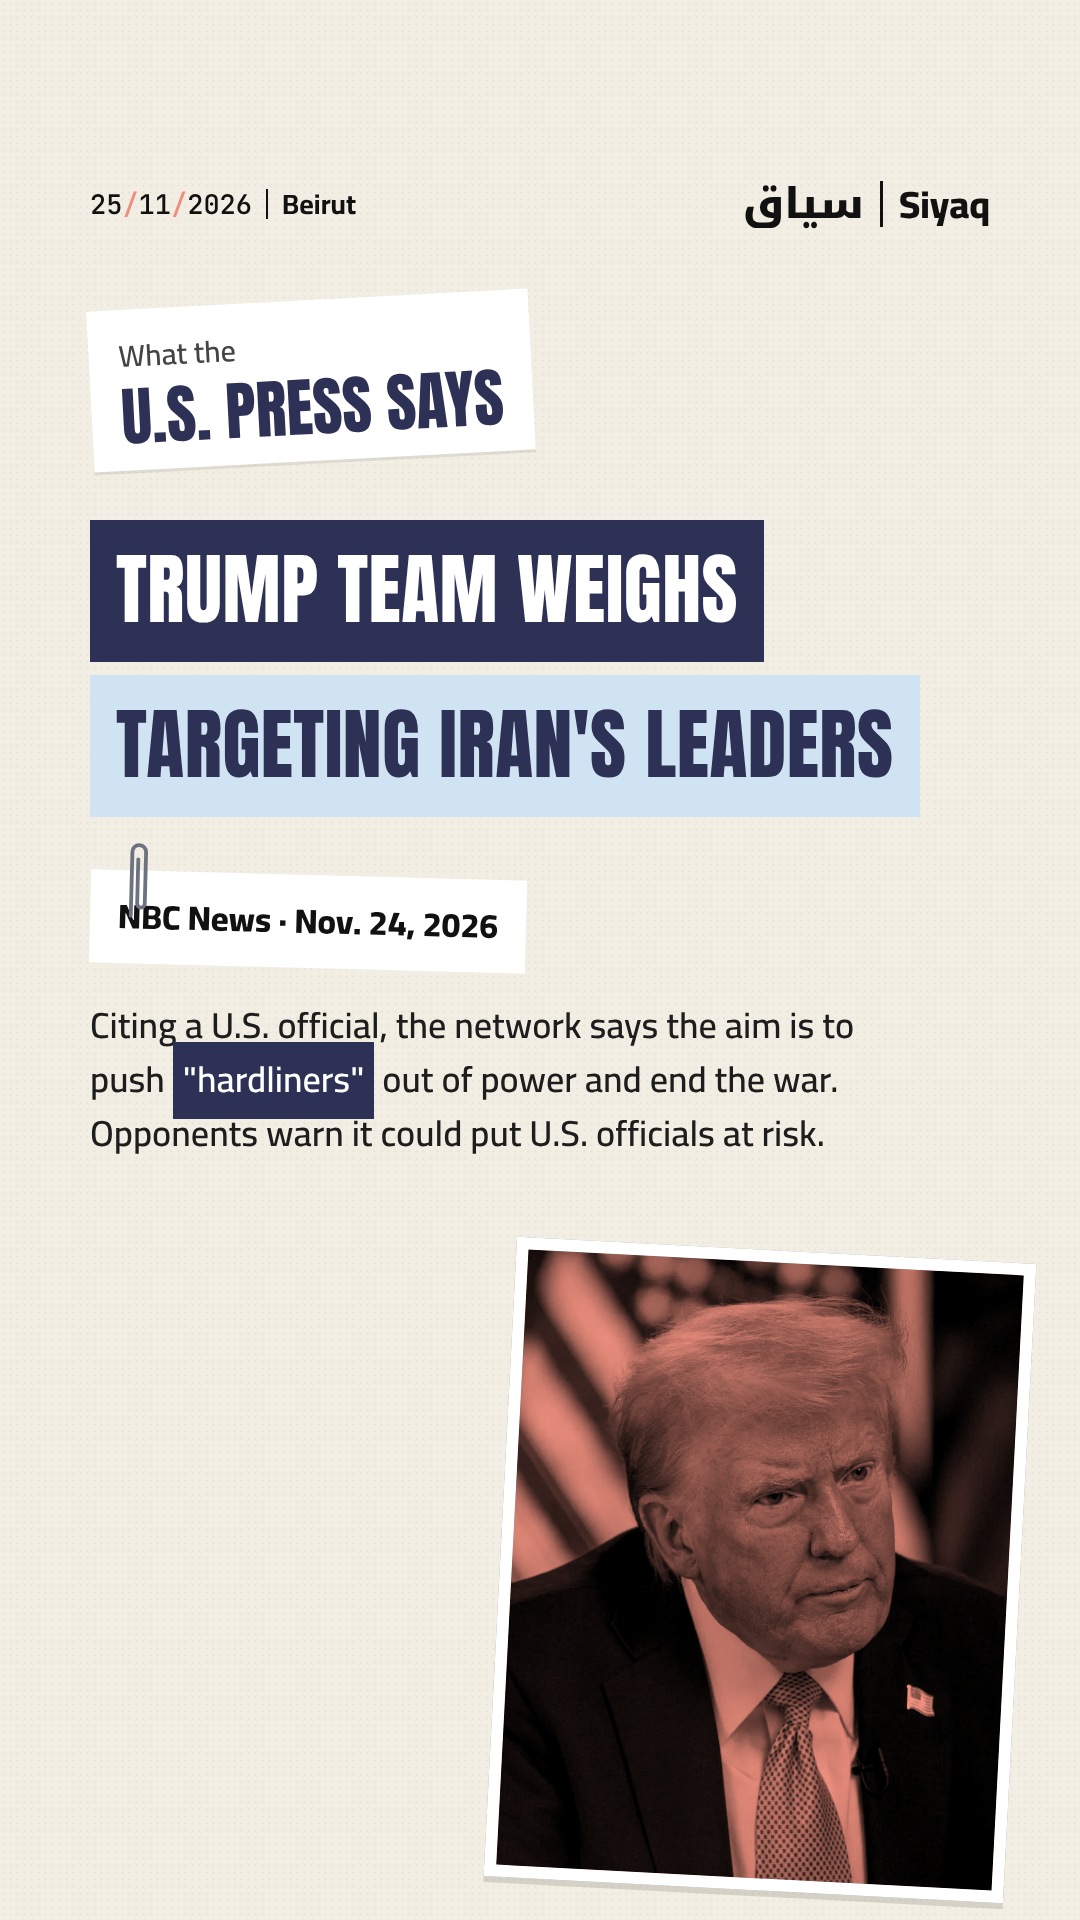 25/11/2026 | Beirut
سياق | Siyaq
What the
U.S. PRESS SAYS
TRUMP TEAM WEIGHS
TARGETING IRAN'S LEADERS
NBC News · Nov. 24, 2026
Citing a U.S. official, the network says the aim is to
push "hardliners" out of power and end the war.
Opponents warn it could put U.S. officials at risk.